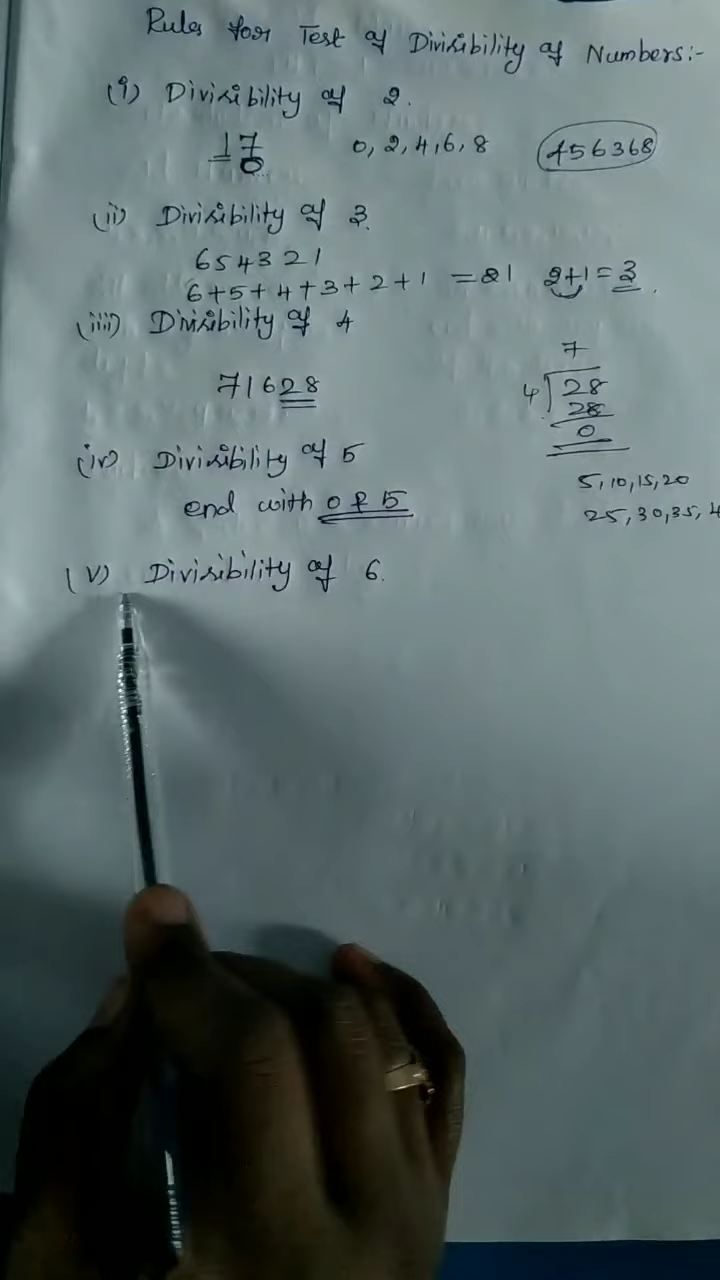 Rules for Test of Divisibility of Numbers:-
(i) Divisibility of 2.
17 0, 2, 4, 6, 8 456368
0
(ii) Divisibility of 3.
654321
6+5+4+3+2+1 = 21 2+1 = 3.
(iii) Divisibility of 4
7
71628 4 28
28
0
(iv) Divisibility of 5
5, 10, 15, 20
end with 0 & 5
25, 30, 35, 4
(v) Divisibility of 6.